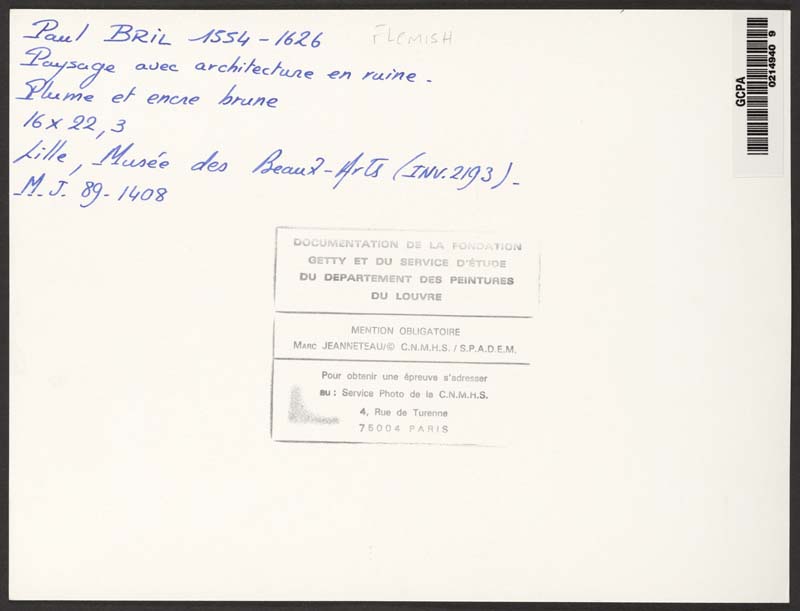 Paul BRIL 1554-1626 FLEMISH
Paysage avec architecture en ruine.
Plume et encre brune
16 x 22,3
Lille, Musée des Beaux-Arts (INV.2193)-
M.J. 89-1408
GCPA
0214940 9
DOCUMENTATION DE LA FONDATION
GETTY ET DU SERVICE D'ÉTUDE
DU DEPARTEMENT DES PEINTURES
DU LOUVRE
MENTION OBLIGATOIRE
MARC JEANNETEAU/© C.N.M.H.S. / S.P.A.D.E.M.
Pour obtenir une épreuve s'adresser
au : Service Photo de la C.N.M.H.S.
4, Rue de Turenne
75004 PARIS